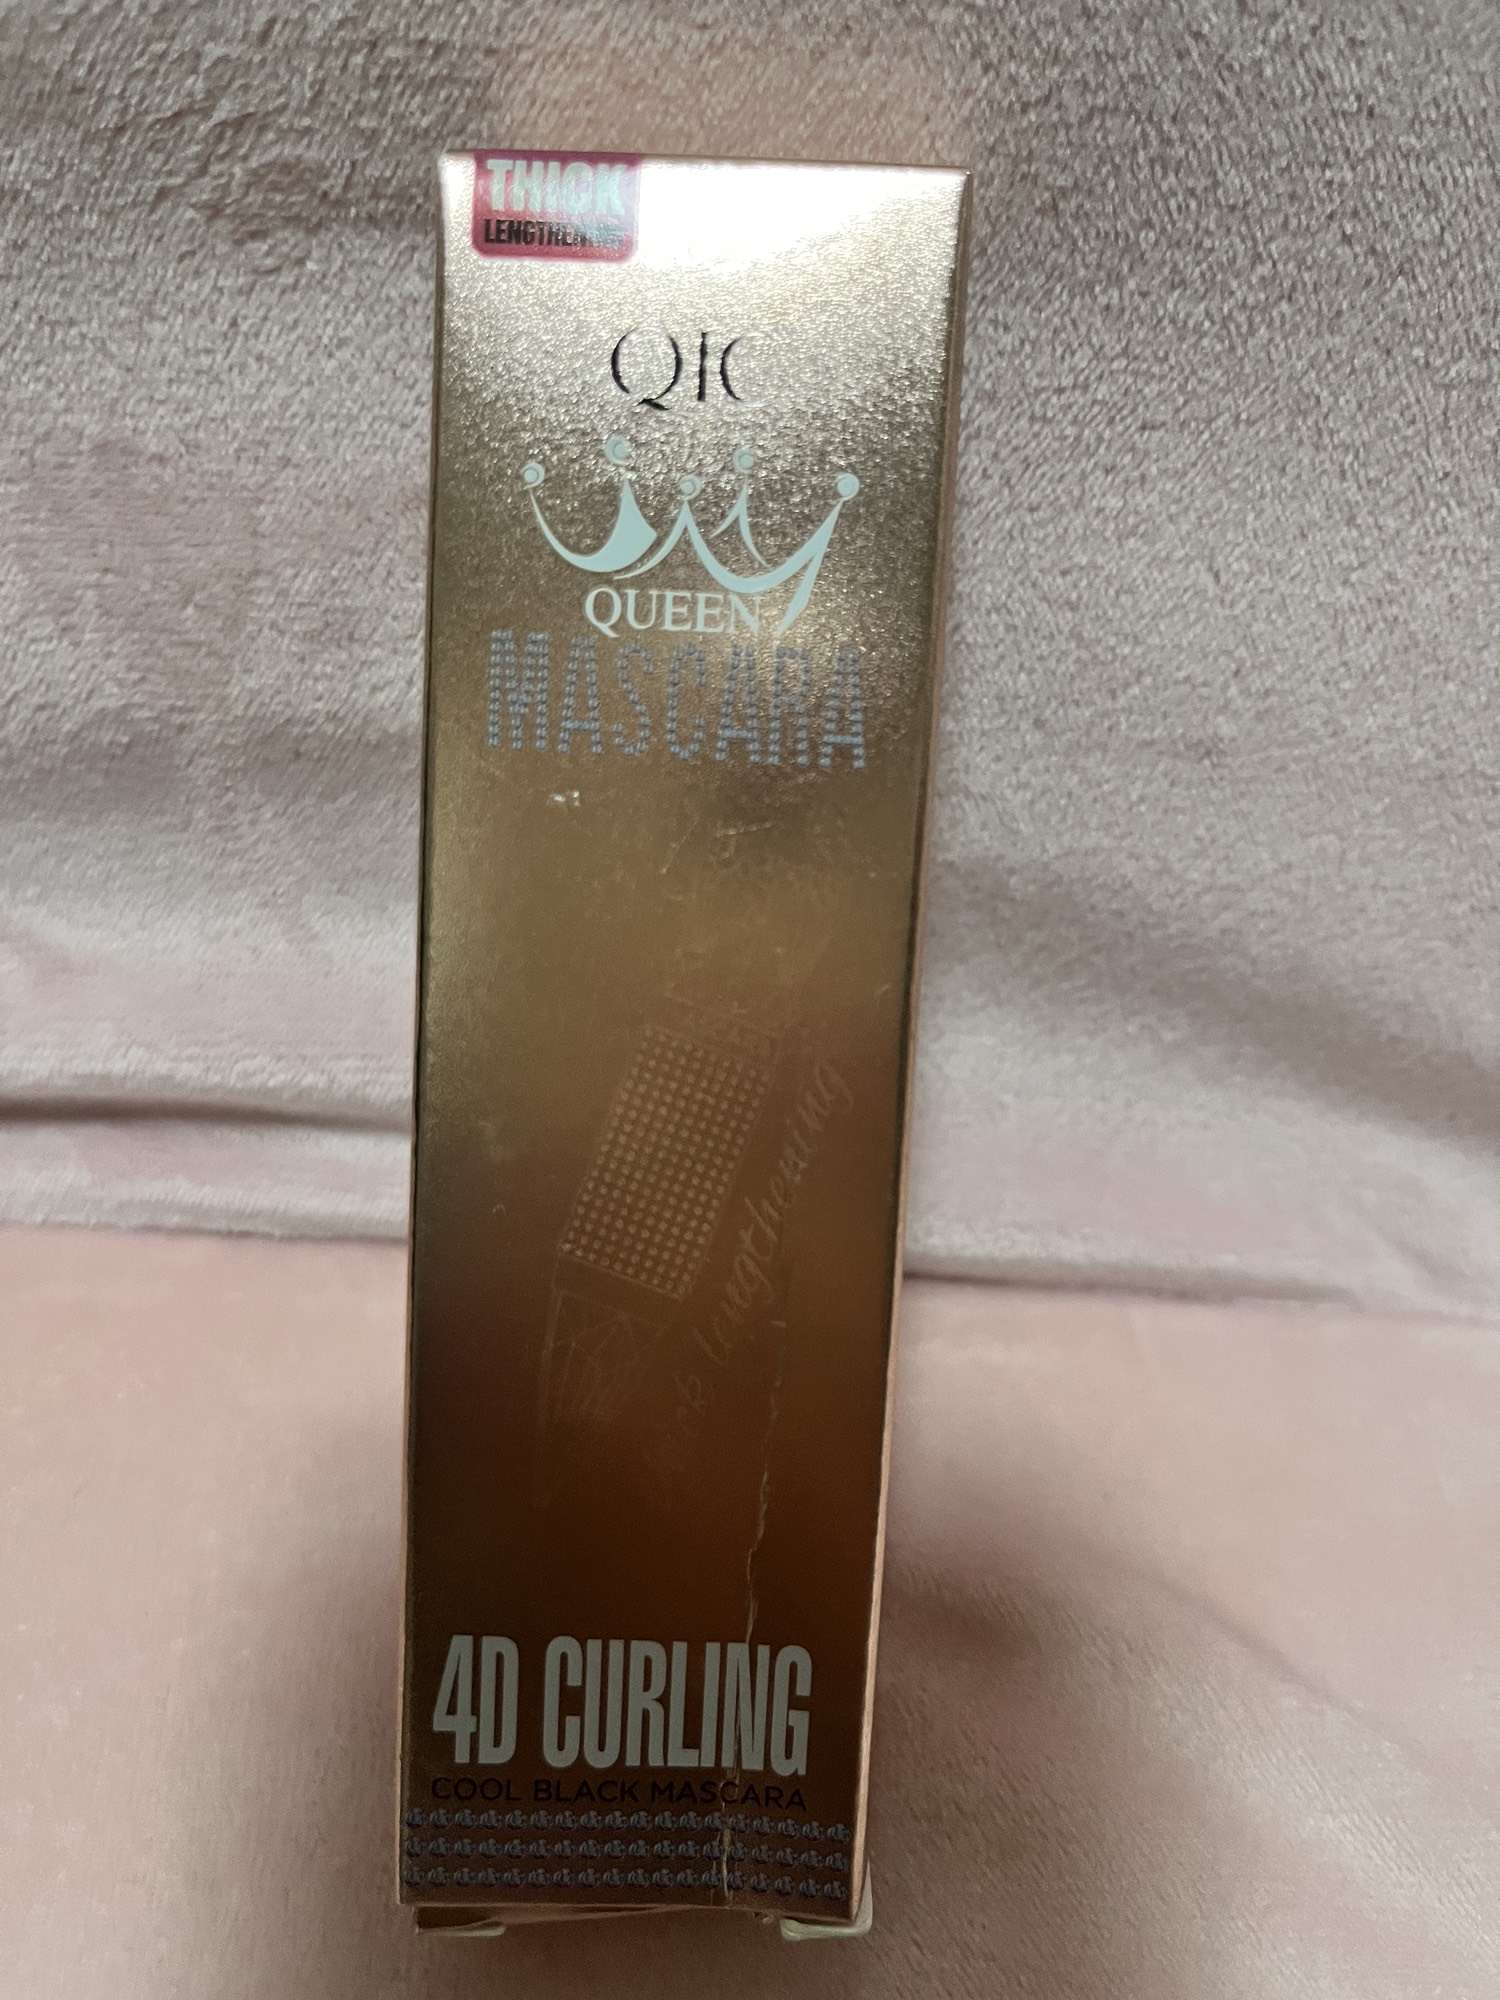 THICK
LENGTHENING
QIC
QUEEN
MASCARA
lengthening
4D CURLING
COOL BLACK MASCARA